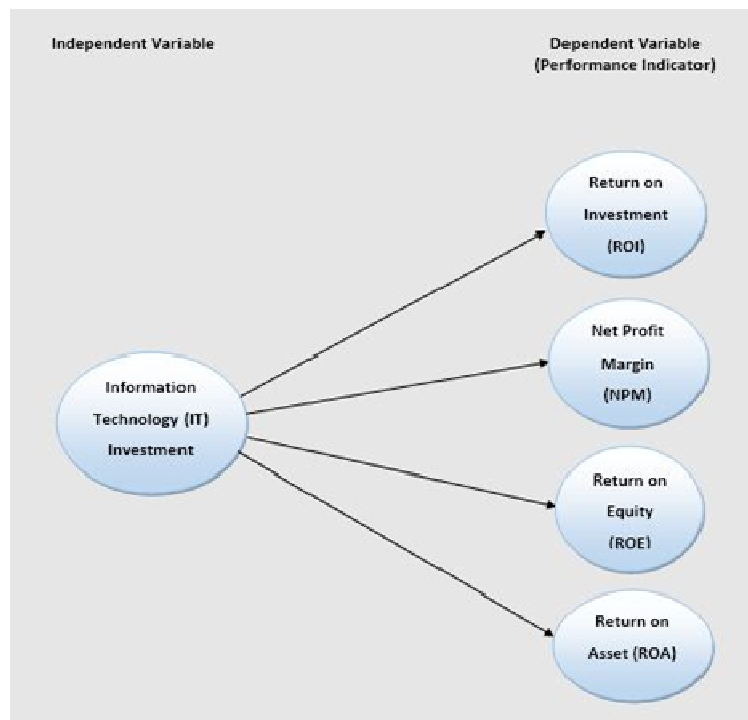 Independent Variable
Dependent Variable
(Performance Indicator)
Return on
Investment
(ROI)
Net Profit
Margin
(NPM)
Information
Technology (IT)
Investment
Return on
Equity
(ROE)
Return on
Asset (ROA)